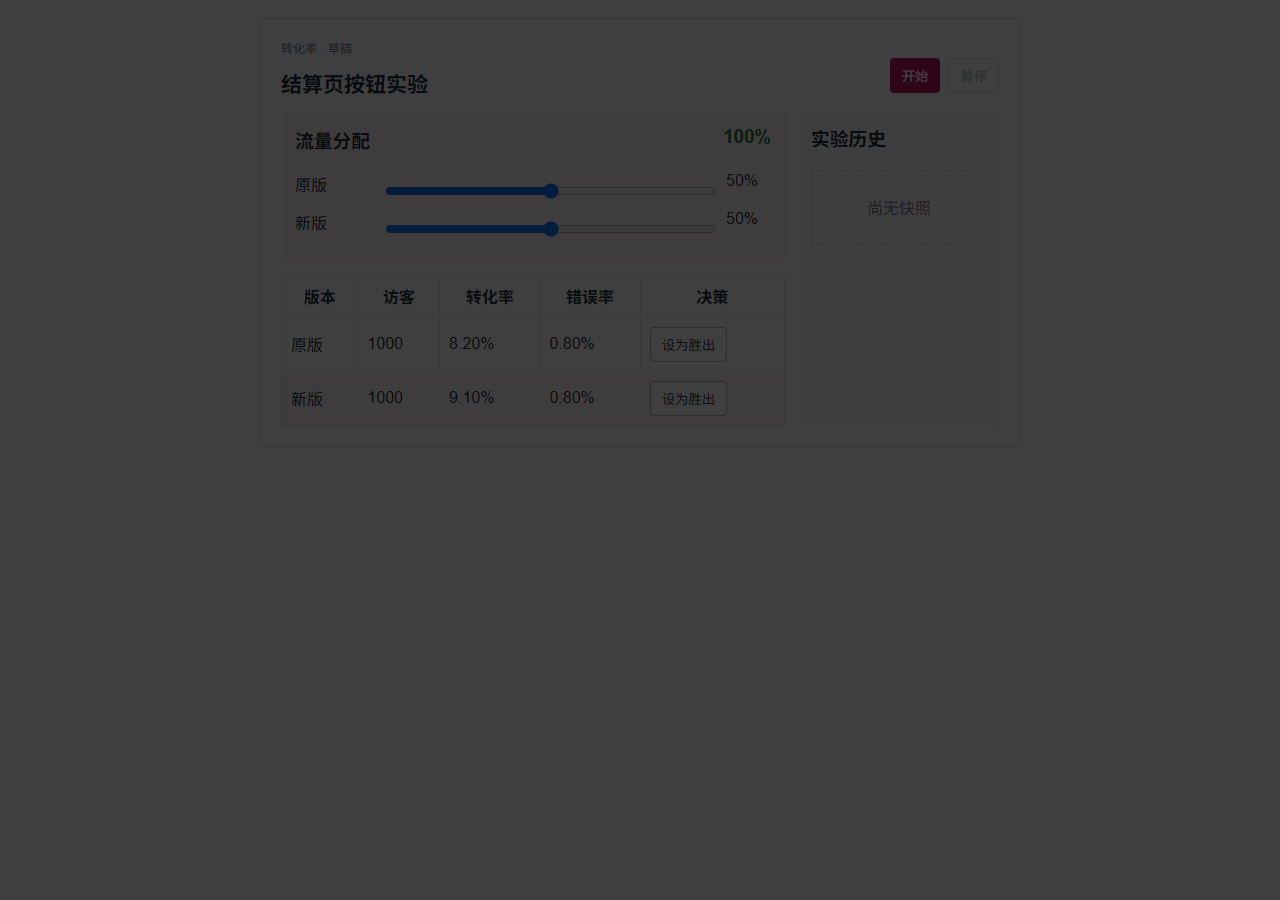 转化率 · 草稿
结算页按钮实验
开始 暂停
流量分配 100%
原版 50%
新版 50%
实验历史
尚无快照
版本 访客 转化率 错误率 决策
原版 1000 8.20% 0.80% 设为胜出
新版 1000 9.10% 0.80% 设为胜出